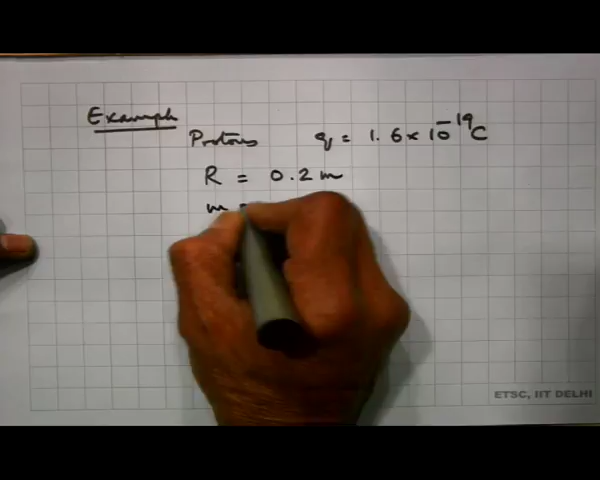 Example
Protons q = 1.6 x 10⁻¹⁹ C
R = 0.2 m
m =
ETSC, IIT DELHI